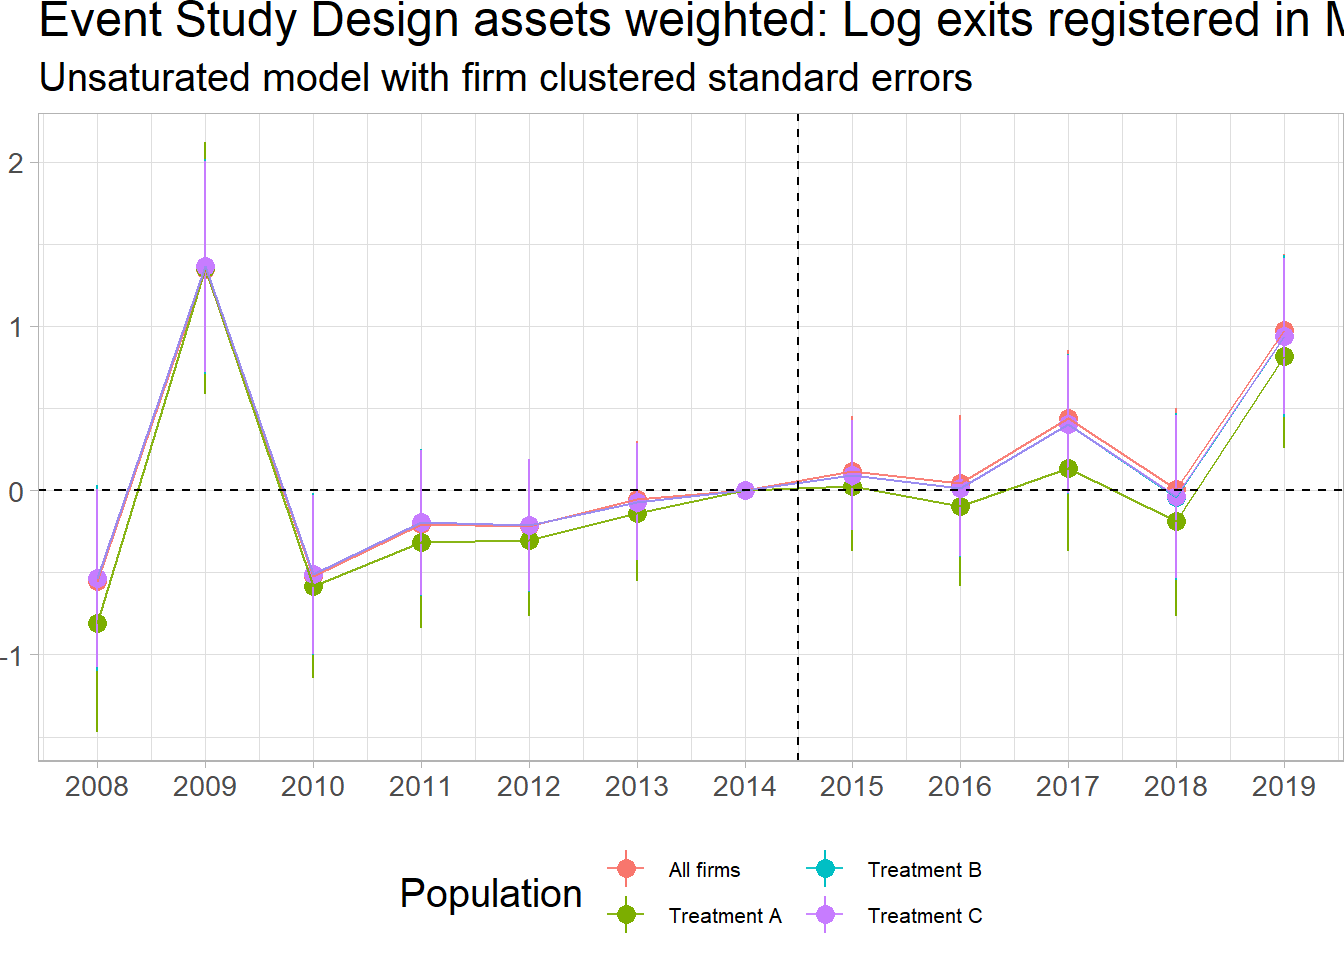 Event Study Design assets weighted: Log exits registered in
Unsaturated model with firm clustered standard errors
2
1
0
-1
2008 2009 2010 2011 2012 2013 2014 2015 2016 2017 2018 2019
Population
All firms
Treatment A
Treatment B
Treatment C